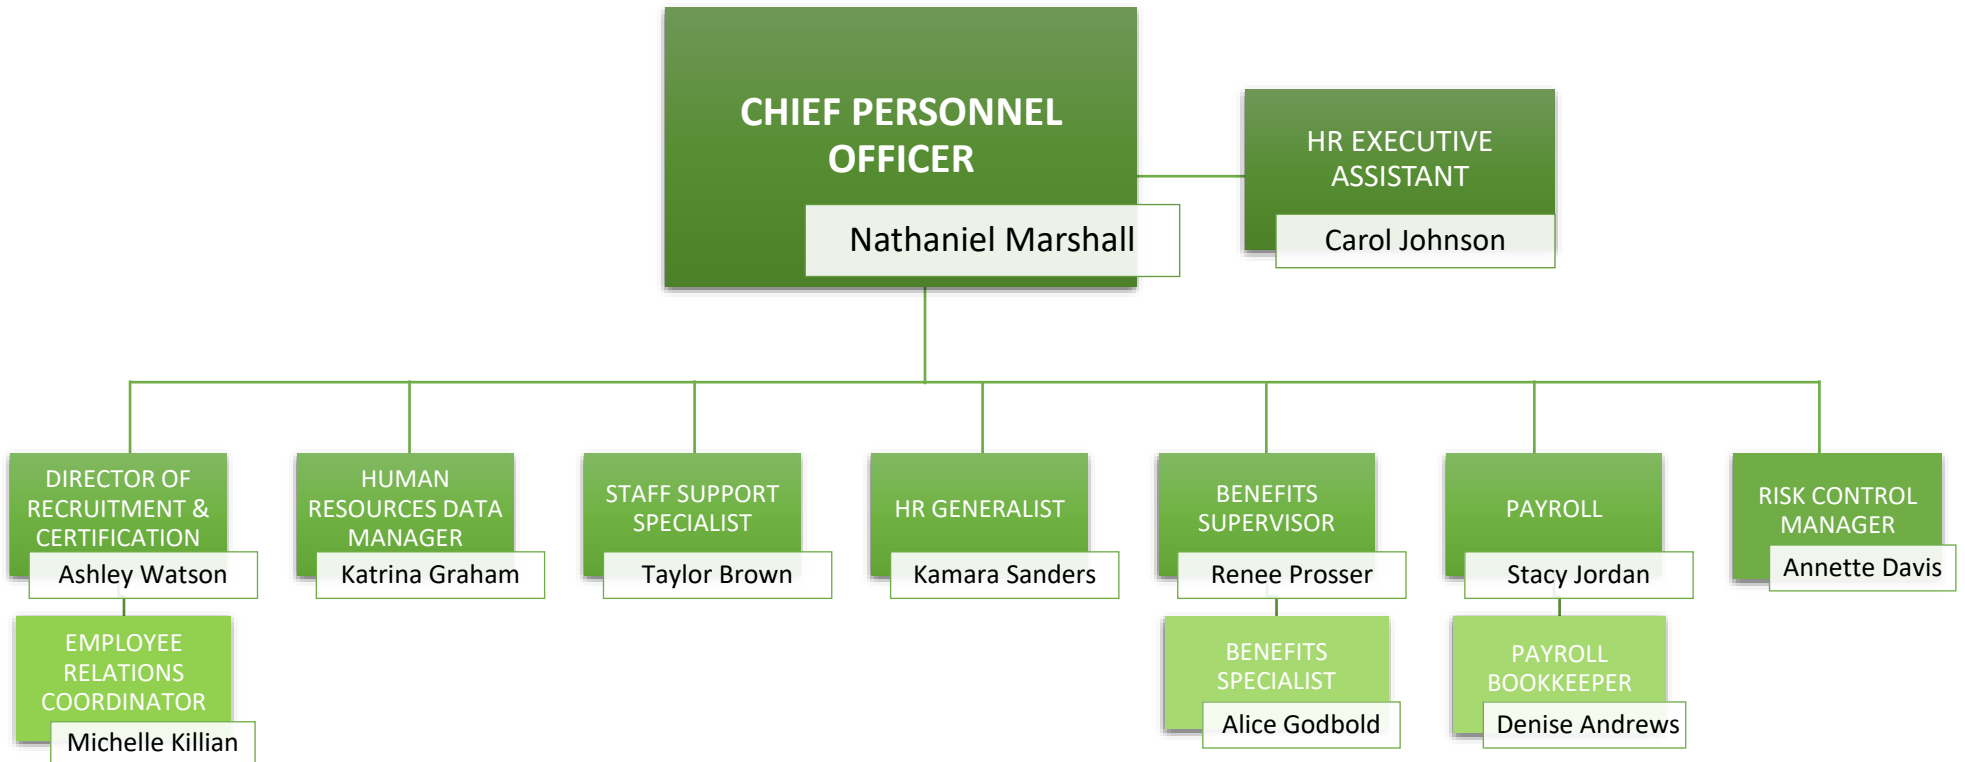 CHIEF PERSONNEL
OFFICER
Nathaniel Marshall
HR EXECUTIVE
ASSISTANT
Carol Johnson
DIRECTOR OF
RECRUITMENT &
CERTIFICATION
Ashley Watson
HUMAN
RESOURCES DATA
MANAGER
Katrina Graham
STAFF SUPPORT
SPECIALIST
Taylor Brown
HR GENERALIST
Kamara Sanders
BENEFITS
SUPERVISOR
Renee Prosser
PAYROLL
Stacy Jordan
RISK CONTROL
MANAGER
Annette Davis
EMPLOYEE
RELATIONS
COORDINATOR
Michelle Killian
BENEFITS
SPECIALIST
Alice Godbold
PAYROLL
BOOKKEEPER
Denise Andrews